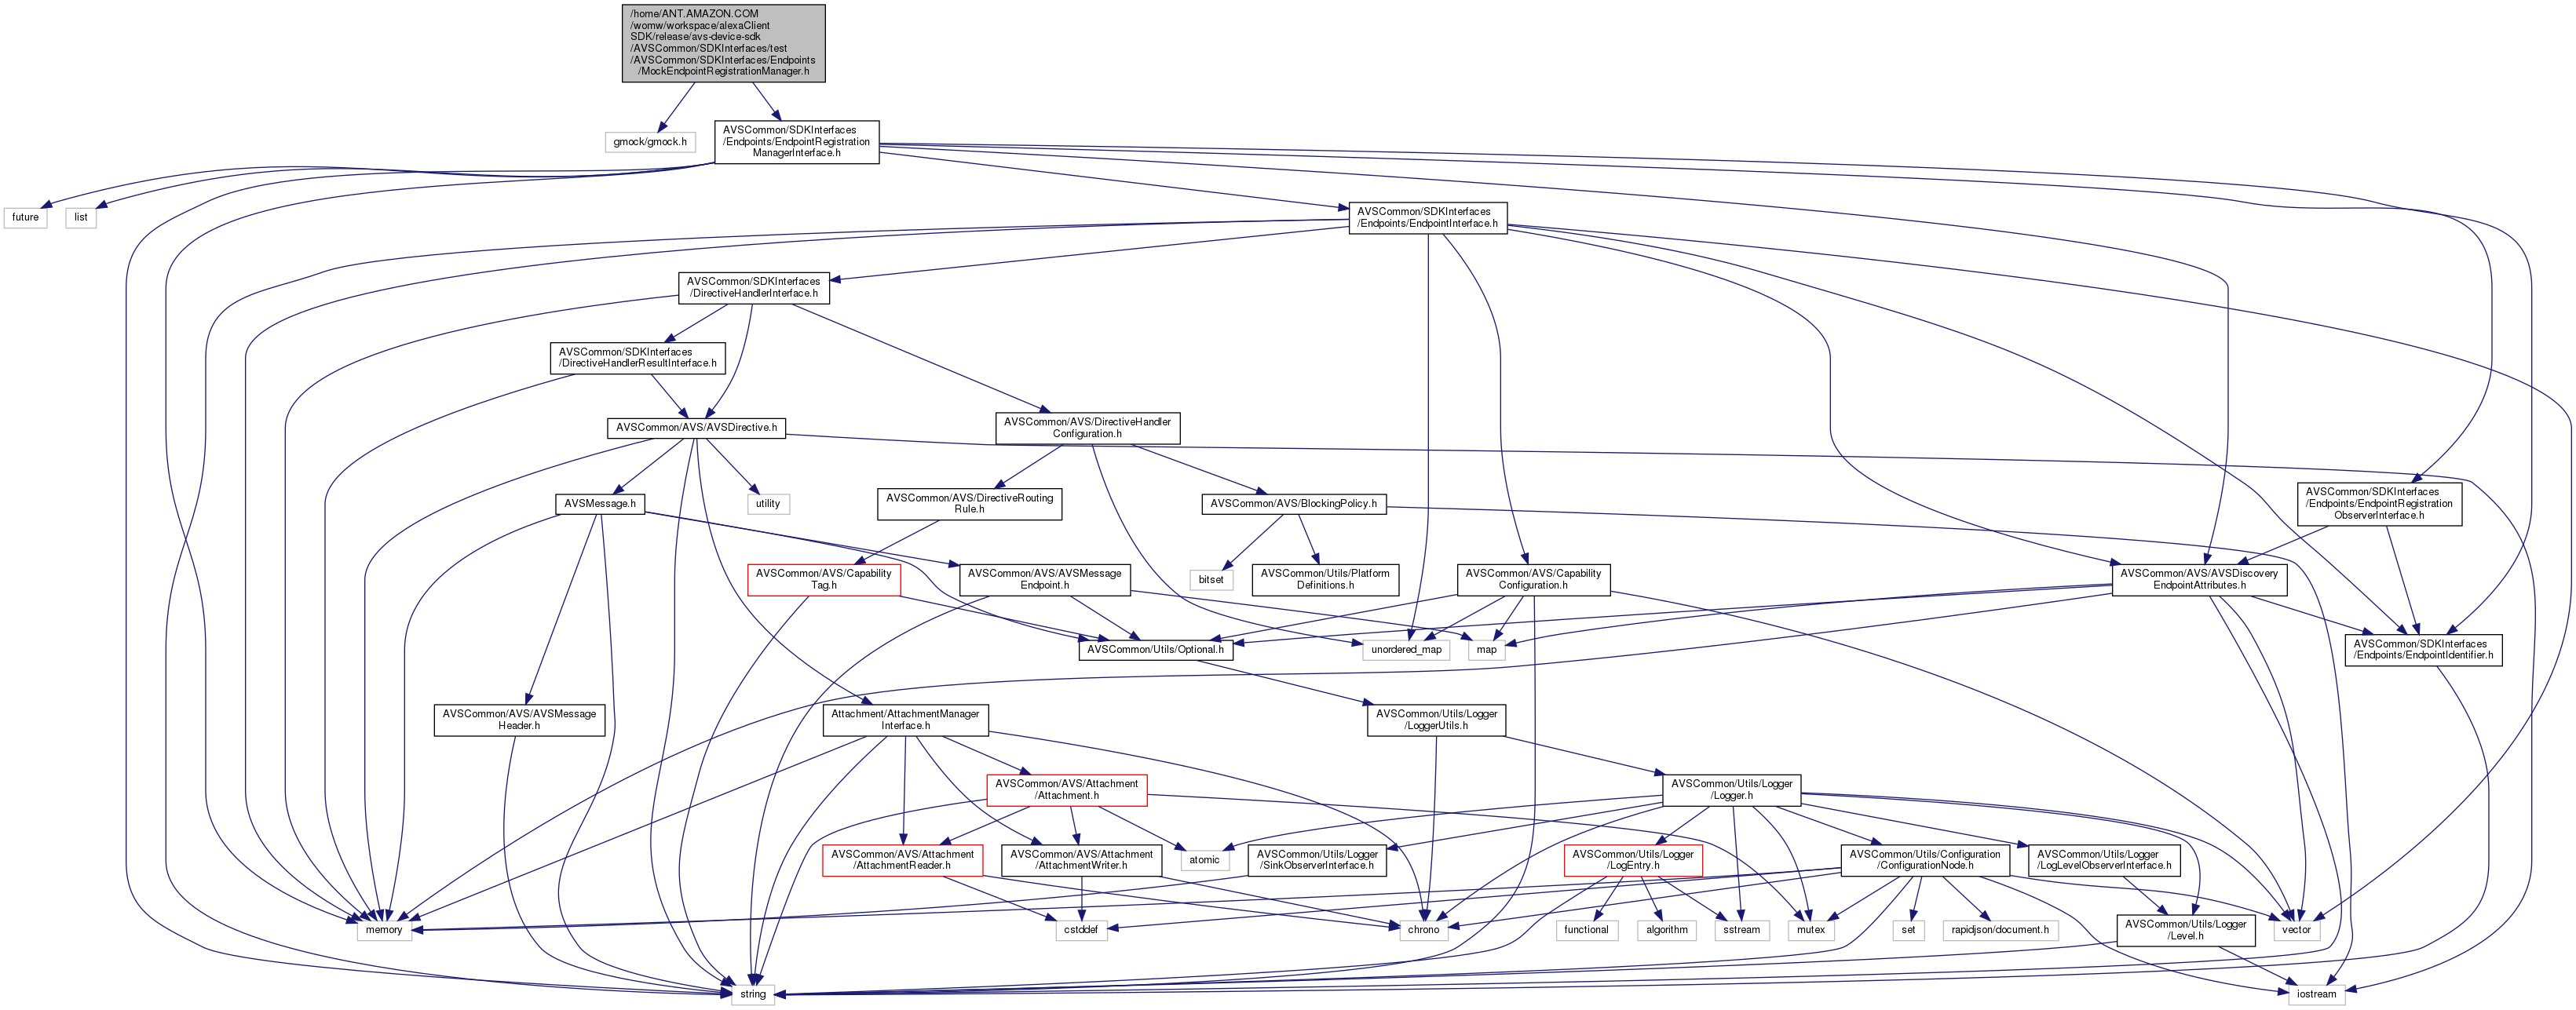 /home/ANT.AMAZON.COM
/womw/workspace/alexaClient
SDK/release/avs-device-sdk
/AVSCommon/SDKInterfaces/test
/AVSCommon/SDKInterfaces/Endpoints
/MockEndpointRegistrationManager.h
gmock/gmock.h
AVSCommon/SDKInterfaces
/Endpoints/EndpointRegistration
ManagerInterface.h
future
list
AVSCommon/SDKInterfaces
/Endpoints/EndpointInterface.h
AVSCommon/SDKInterfaces
/DirectiveHandlerInterface.h
AVSCommon/SDKInterfaces
/DirectiveHandlerResultInterface.h
AVSCommon/AVS/AVSDirective.h
AVSCommon/AVS/DirectiveHandler
Configuration.h
AVSMessage.h
utility
AVSCommon/AVS/DirectiveRouting
Rule.h
AVSCommon/AVS/BlockingPolicy.h
AVSCommon/SDKInterfaces
/Endpoints/EndpointRegistration
ObserverInterface.h
AVSCommon/AVS/Capability
Tag.h
AVSCommon/AVS/AVSMessage
Endpoint.h
bitset
AVSCommon/Utils/Platform
Definitions.h
AVSCommon/AVS/Capability
Configuration.h
AVSCommon/AVS/AVSDiscovery
EndpointAttributes.h
AVSCommon/Utils/Optional.h
unordered_map
map
AVSCommon/SDKInterfaces
/Endpoints/EndpointIdentifier.h
AVSCommon/AVS/AVSMessage
Header.h
Attachment/AttachmentManager
Interface.h
AVSCommon/Utils/Logger
/LoggerUtils.h
AVSCommon/AVS/Attachment
/Attachment.h
AVSCommon/Utils/Logger
/Logger.h
AVSCommon/AVS/Attachment
/AttachmentReader.h
AVSCommon/AVS/Attachment
/AttachmentWriter.h
atomic
AVSCommon/Utils/Logger
/SinkObserverInterface.h
AVSCommon/Utils/Logger
/LogEntry.h
AVSCommon/Utils/Configuration
/ConfigurationNode.h
AVSCommon/Utils/Logger
/LogLevelObserverInterface.h
memory
cstddef
chrono
functional
algorithm
sstream
mutex
set
rapidjson/document.h
AVSCommon/Utils/Logger
/Level.h
vector
string
iostream